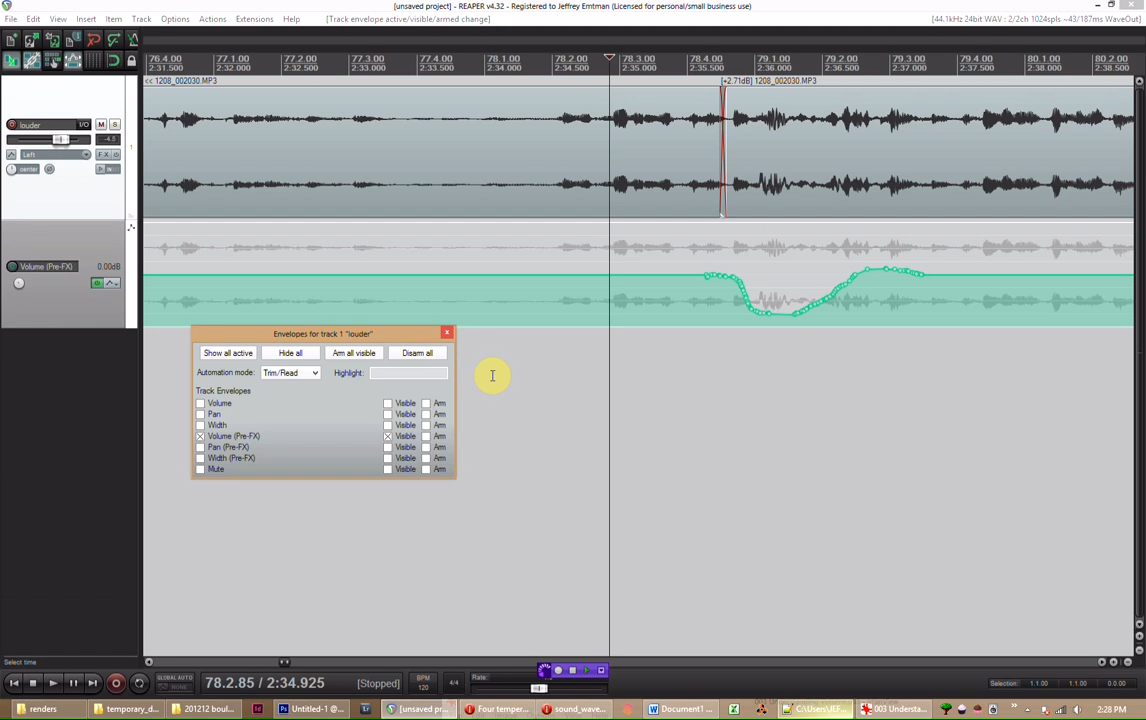 [unsaved project] - REAPER v4.32 - Registered to Jeffrey Emtman (Licensed for personal/small business use)
File Edit View Insert Item Track Options Actions Extensions Help [Track envelope active/visible/armed change] [44.1kHz 24bit WAV : 2/2ch 1024spls ~43/187ms WaveOut]
76.4.00 77.1.00 77.2.00 77.3.00 77.4.00 78.1.00 78.2.00 78.3.00 78.4.00 79.1.00 79.2.00 79.3.00 79.4.00 80.1.00 80.2.00
2:31.500 2:32.000 2:32.500 2:33.000 2:33.500 2:34.000 2:34.500 2:35.000 2:35.500 2:36.000 2:36.500 2:37.000 2:37.500 2:38.000 2:38.500
<< 1208_002030.MP3 [+2.71dB] 1208_002030.MP3
louder I/O M S
Left FX
center
1
Volume (Pre-FX) 0.00dB
Envelopes for track 1 "louder" x
Show all active Hide all Arm all visible Disarm all
Automation mode: Trim/Read Highlight:
Track Envelopes
Volume Visible Arm
Pan Visible Arm
Width Visible Arm
Volume (Pre-FX) Visible Arm
Pan (Pre-FX) Visible Arm
Width (Pre-FX) Visible Arm
Mute Visible Arm
Select time
GLOBAL AUTO
NONE
78.2.85 / 2:34.925 [Stopped] BPM
120 4/4 Rate:
Selection: 1.1.00 1.1.00 0.0.00
renders temporary_d... 201212 boul... Id Ps Untitled-1 @... Lr [unsaved pr... Four temper... sound_wave... Document1 ... C:\Users\JEF... 003 Understa... 2:28 PM